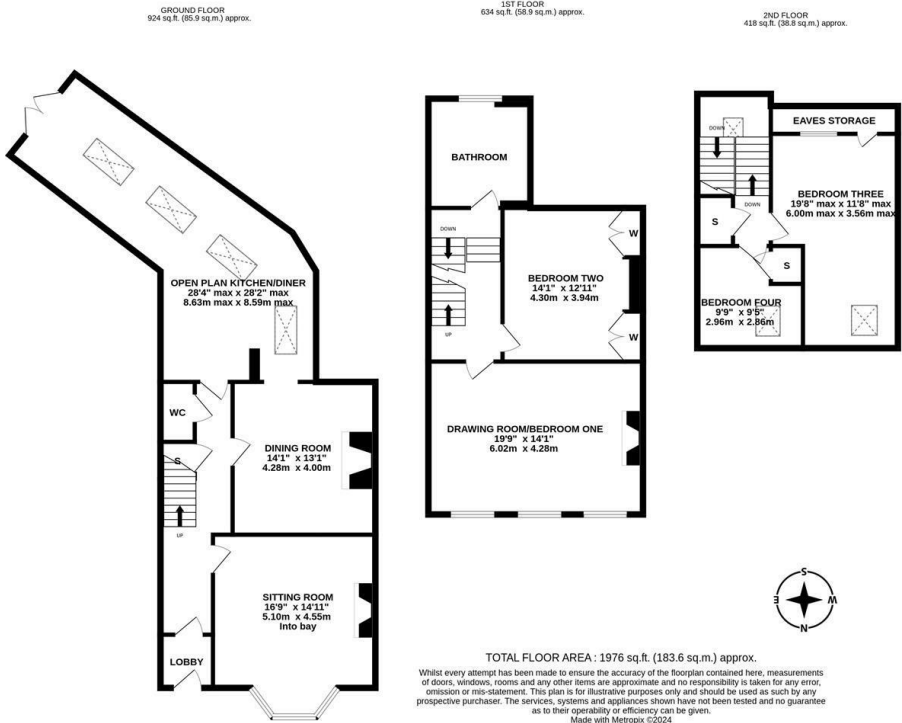 GROUND FLOOR
924 sq.ft. (85.9 sq.m.) approx.
1ST FLOOR
634 sq.ft. (58.9 sq.m.) approx.
2ND FLOOR
418 sq.ft. (38.8 sq.m.) approx.
OPEN PLAN KITCHEN/DINER
28'4" max x 28'2" max
8.63m max x 8.59m max
WC
S
UP
DINING ROOM
14'1" x 13'1"
4.28m x 4.00m
SITTING ROOM
16'9" x 14'11"
5.10m x 4.55m
Into bay
LOBBY
BATHROOM
DOWN
UP
BEDROOM TWO
14'1" x 12'11"
4.30m x 3.94m
W
W
DRAWING ROOM/BEDROOM ONE
19'9" x 14'1"
6.02m x 4.28m
EAVES STORAGE
DOWN
DOWN
S
S
BEDROOM THREE
19'8" max x 11'8" max
6.00m max x 3.56m max
BEDROOM FOUR
9'9" x 9'5"
2.96m x 2.86m
S
E
W
N
TOTAL FLOOR AREA : 1976 sq.ft. (183.6 sq.m.) approx.
Whilst every attempt has been made to ensure the accuracy of the floorplan contained here, measurements
of doors, windows, rooms and any other items are approximate and no responsibility is taken for any error,
omission or mis-statement. This plan is for illustrative purposes only and should be used as such by any
prospective purchaser. The services, systems and appliances shown have not been tested and no guarantee
as to their operability or efficiency can be given.
Made with Metropix ©2024